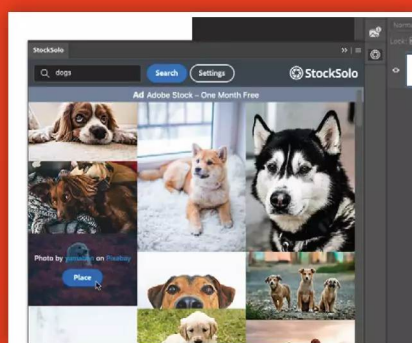 StockSolo
dogs
Search
Settings
StockSolo
Ad Adobe Stock – One Month Free
Photo by
on Pixabay
Place